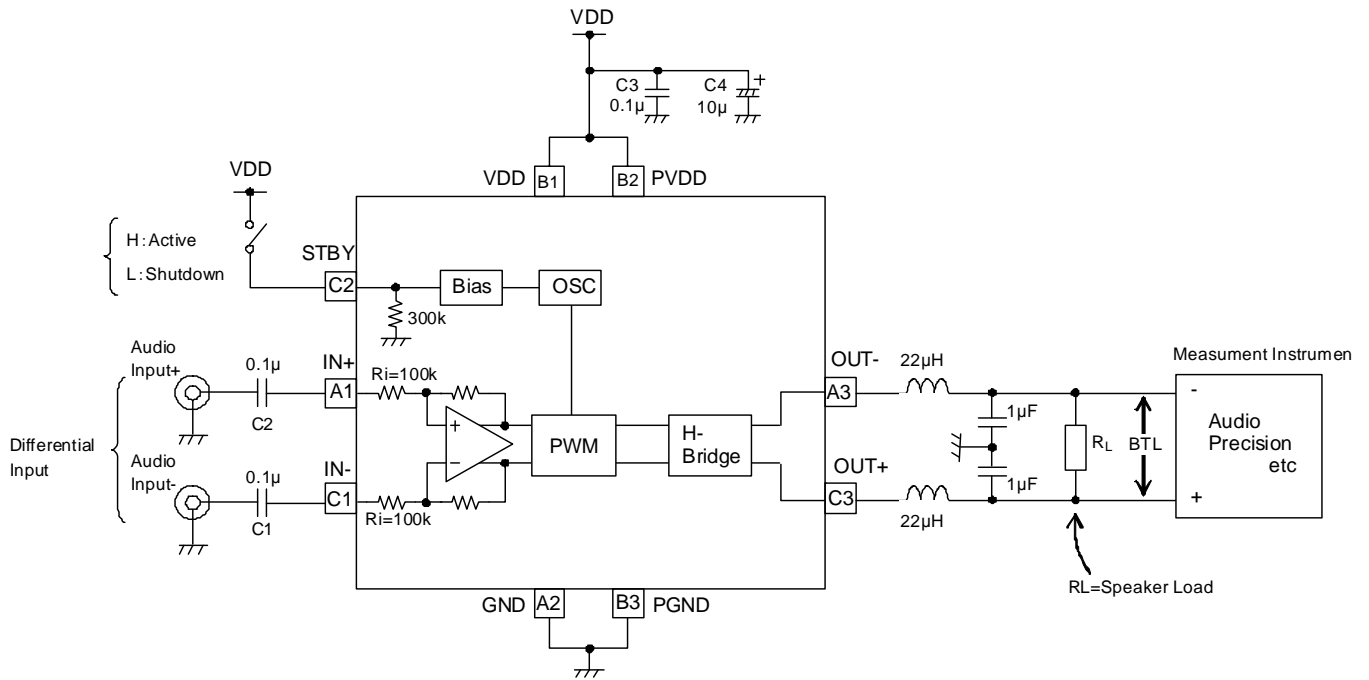 VDD
C3
0.1µ
C4
+
10µ
VDD
B1
B2
PVDD
VDD
H:Active
L:Shutdown
STBY
C2
Bias
OSC
300k
Audio
Input+
0.1µ
C2
IN+
A1
Ri=100k
Differential
Input
Audio
Input-
0.1µ
C1
IN-
C1
Ri=100k
+
−
PWM
H-
Bridge
OUT-
A3
22µH
OUT+
C3
22µH
1µF
1µF
RL
BTL
Measument Instrumen
-
Audio
Precision
etc
+
RL=Speaker Load
GND
A2
B3
PGND